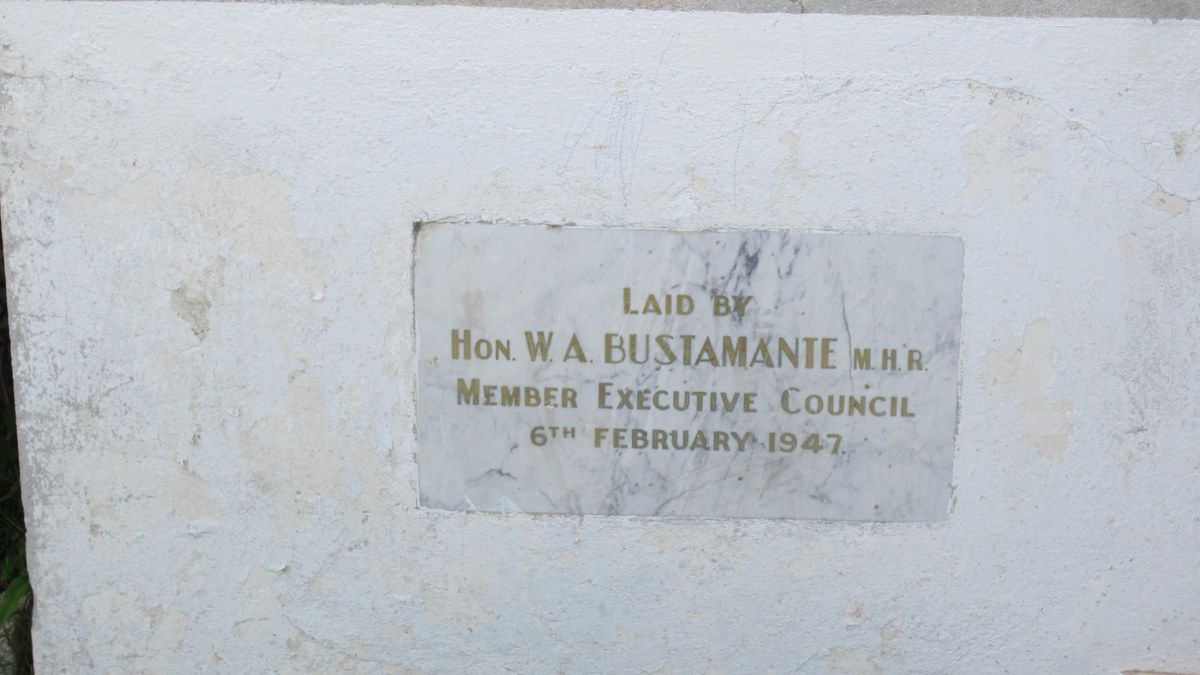 LAID BY
HON. W. A. BUSTAMANTE M.H.R.
MEMBER EXECUTIVE COUNCIL
6TH FEBRUARY 1947.